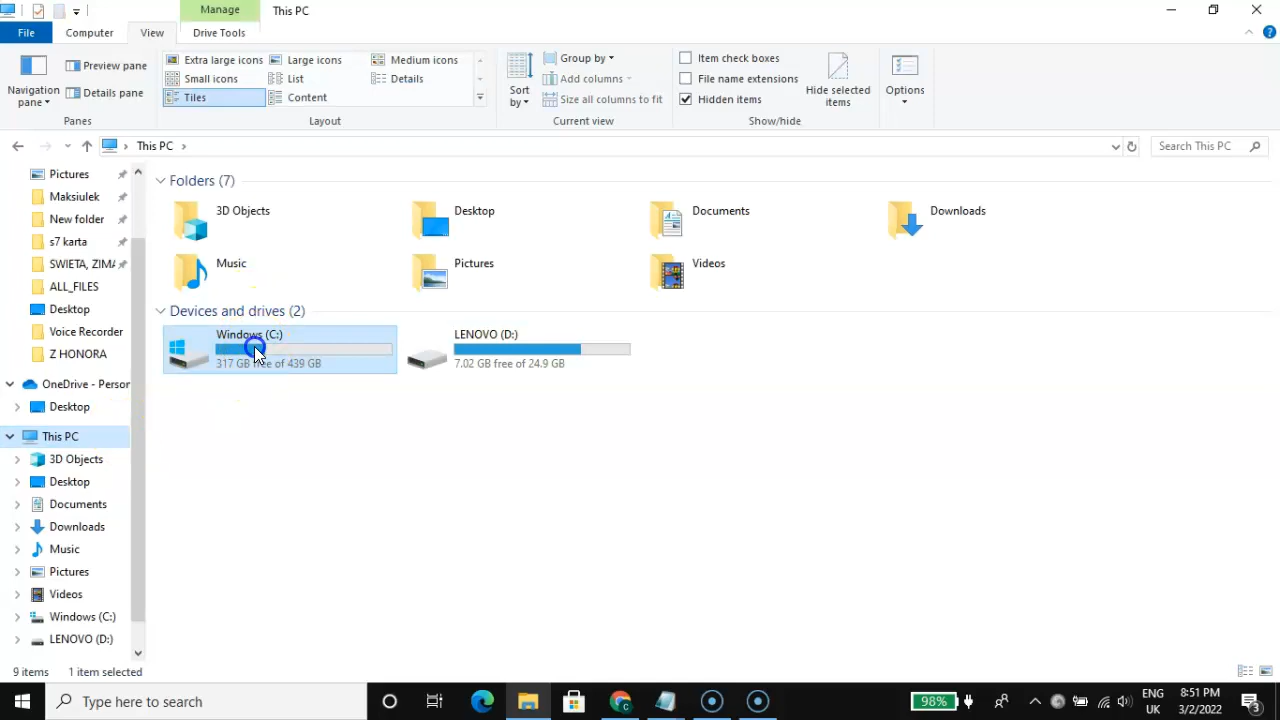 Manage
This PC
File
Computer
View
Drive Tools
Navigation
pane
Preview pane
Details pane
Panes
Extra large icons
Large icons
Medium icons
Small icons
List
Details
Tiles
Content
Layout
Sort
by
Group by
Add columns
Size all columns to fit
Current view
Item check boxes
File name extensions
Hidden items
Hide selected
items
Show/hide
Options
This PC
Search This PC
Pictures
Maksiulek
New folder
s7 karta
SWIETA, ZIMA
ALL_FILES
Desktop
Voice Recorder
Z HONORA
OneDrive - Person
Desktop
This PC
3D Objects
Desktop
Documents
Downloads
Music
Pictures
Videos
Windows (C:)
LENOVO (D:)
Folders (7)
3D Objects
Desktop
Documents
Downloads
Music
Pictures
Videos
Devices and drives (2)
Windows (C:)
317 GB free of 439 GB
LENOVO (D:)
7.02 GB free of 24.9 GB
9 items
1 item selected
Type here to search
98%
ENG
UK
8:51 PM
3/2/2022
3